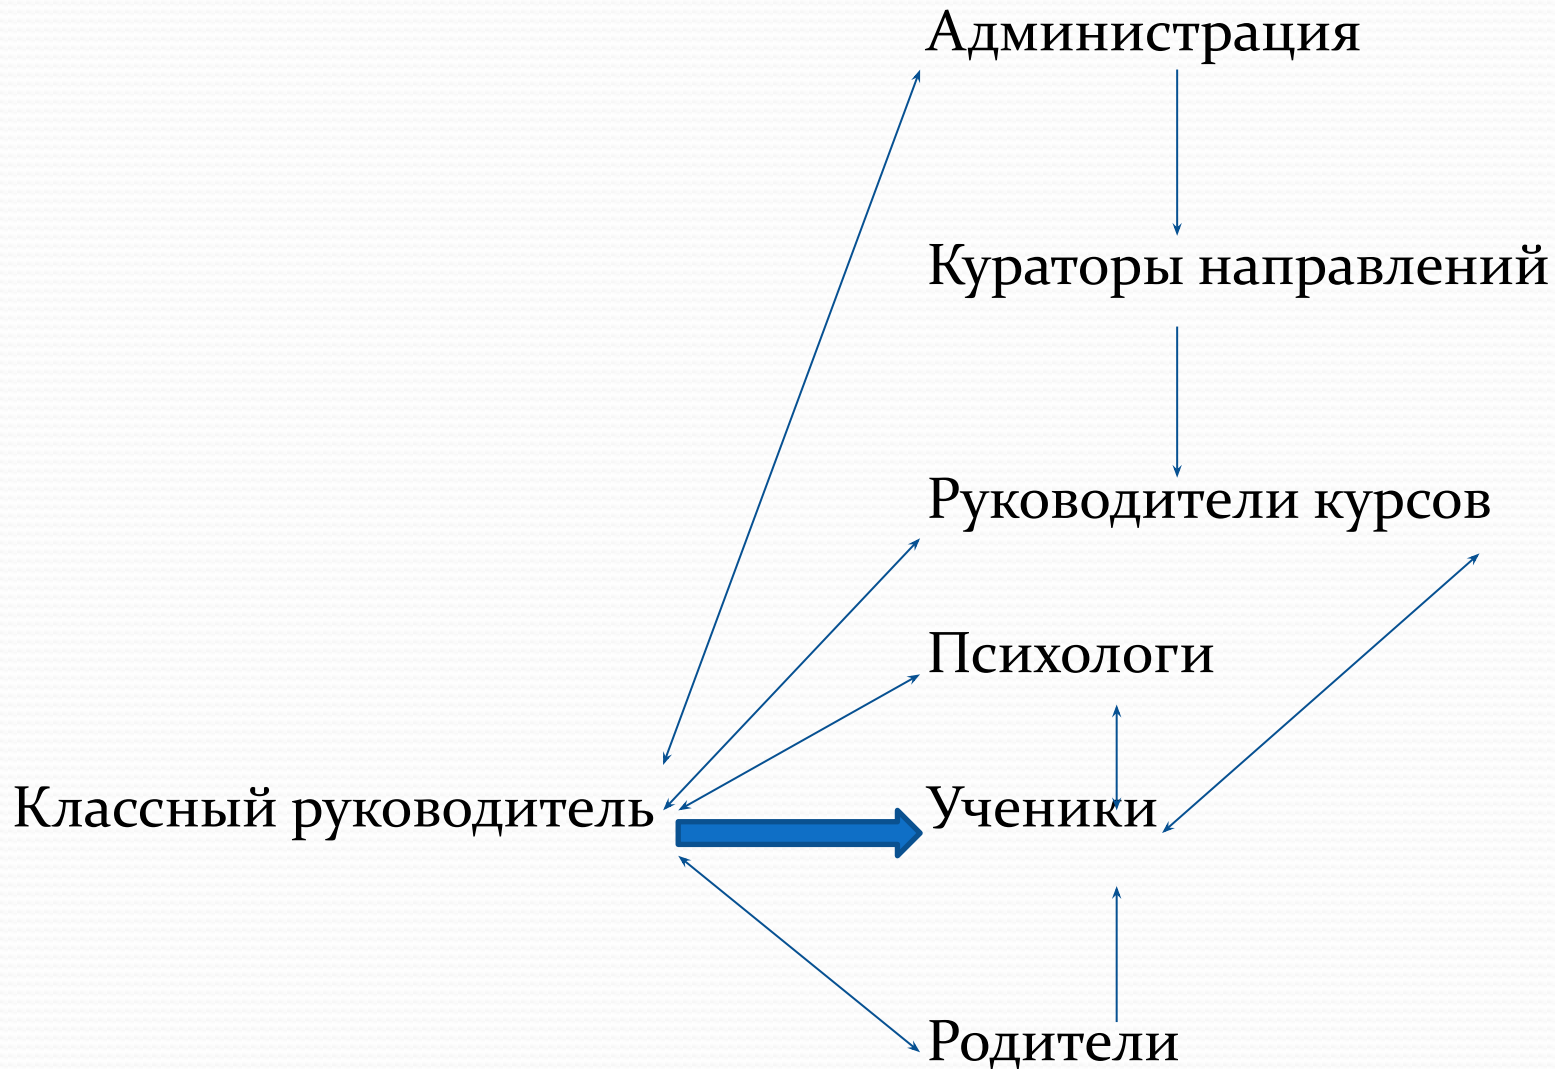 Администрация
Кураторы направлений
Руководители курсов
Психологи
Классный руководитель
Ученики
Родители